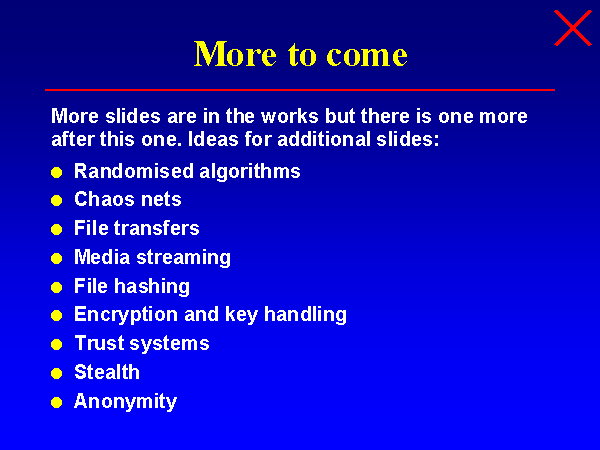 More to come
More slides are in the works but there is one more
after this one. Ideas for additional slides:
Randomised algorithms
Chaos nets
File transfers
Media streaming
File hashing
Encryption and key handling
Trust systems
Stealth
Anonymity